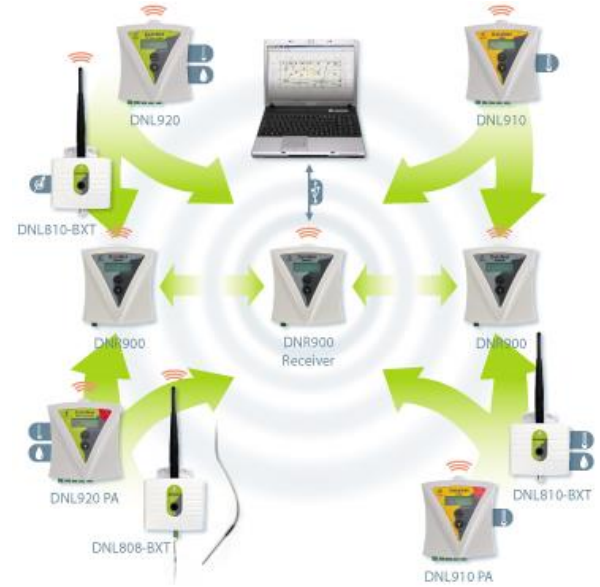 DNL920
DNL910
DNL810-BXT
DNR900
DNR900
Receiver
DNR900
DNL920 PA
DNL810-BXT
DNL808-BXT
DNL910 PA